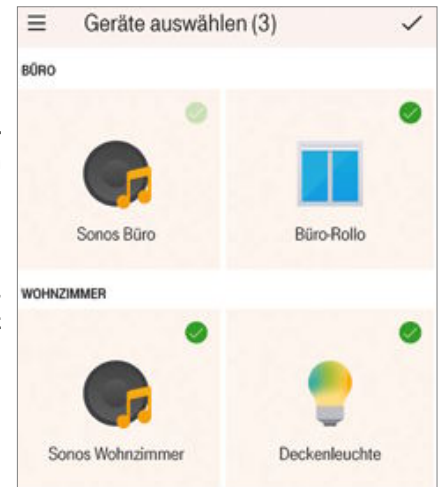 Geräte auswählen (3)
BÜRO
Sonos Büro
Büro-Rollo
WOHNZIMMER
Sonos Wohnzimmer
Deckenleuchte